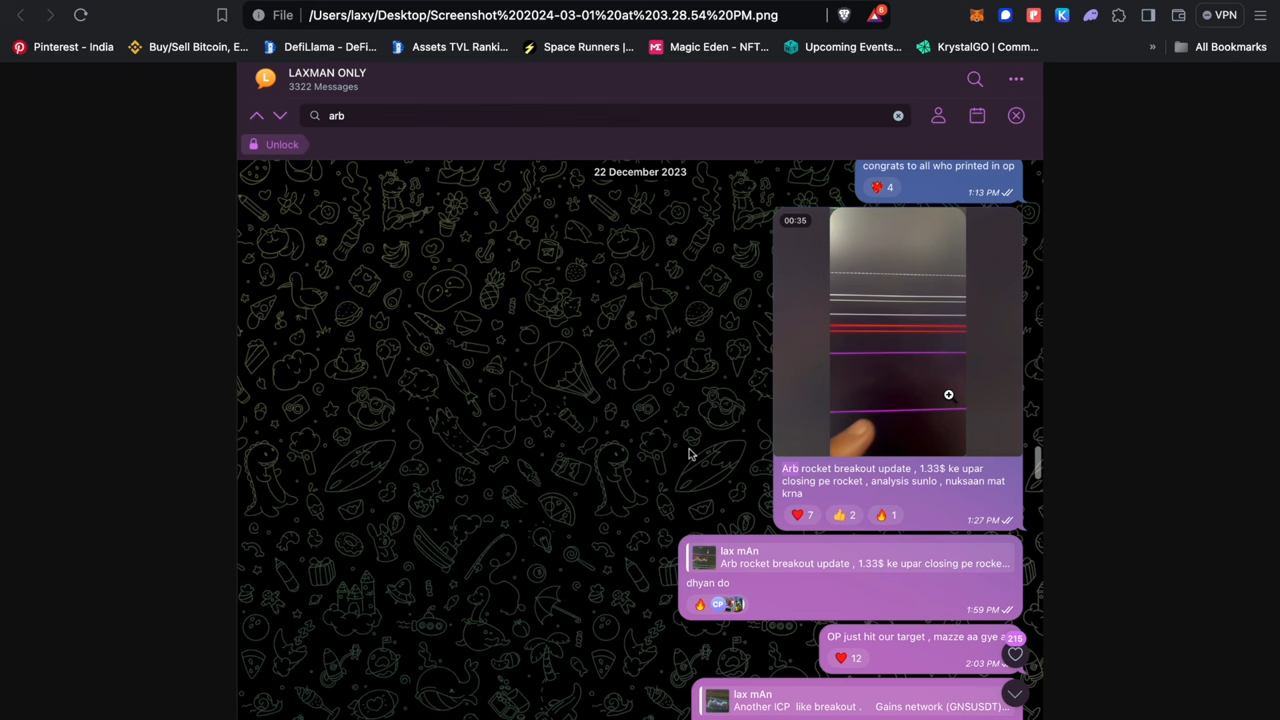 File
/Users/laxy/Desktop/Screenshot%202024-03-01%20at%203.28.54%20PM.png
6
VPN
Pinterest - India
Buy/Sell Bitcoin, E...
DefiLlama - DeFi...
Assets TVL Ranki...
Space Runners |...
Magic Eden - NFT...
Upcoming Events...
KrystalGO | Comm...
»
All Bookmarks
L
LAXMAN ONLY
3322 Messages
arb
Unlock
22 December 2023
congrats to all who printed in op
4
1:13 PM
00:35
Arb rocket breakout update , 1.33$ ke upar
closing pe rocket , analysis sunlo , nuksaan mat
krna
7
2
1
1:27 PM
lax mAn
Arb rocket breakout update , 1.33$ ke upar closing pe rocke...
dhyan do
CP
1:59 PM
OP just hit our target , mazze aa gye
215
12
2:03 PM
lax mAn
Another ICP like breakout . Gains network (GNSUSDT)...